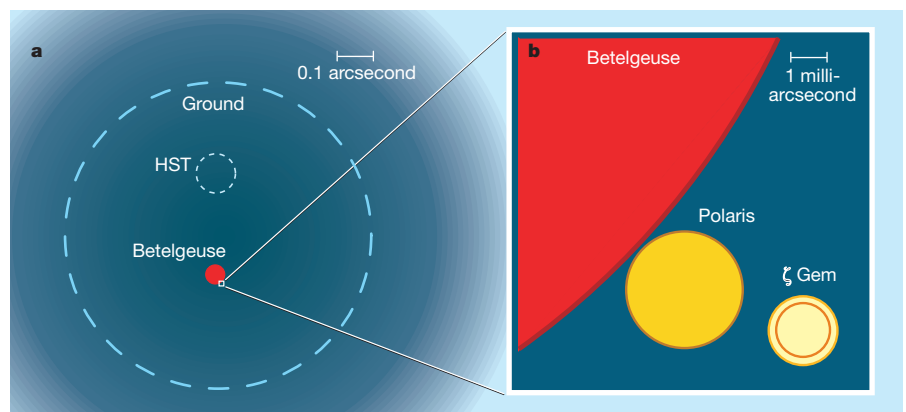 a
0.1 arcsecond
Ground
HST
Betelgeuse
b
Betelgeuse
1 milli-
arcsecond
Polaris
ζ Gem